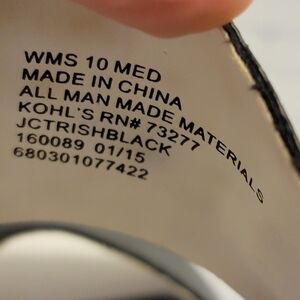 WMS 10 MED
MADE IN CHINA
ALL MAN MADE MATERIALS
KOHL'S RN# 73277
JCTRISHBLACK
160089 01/15
680301077422